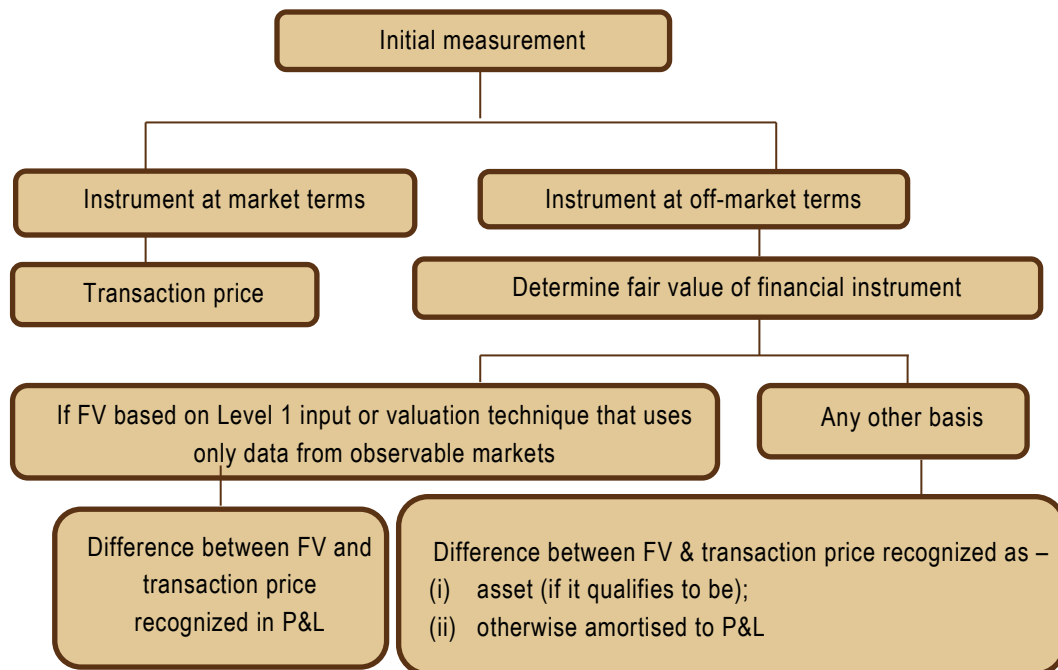 Initial measurement
Instrument at market terms
Instrument at off-market terms
Transaction price
Determine fair value of financial instrument
If FV based on Level 1 input or valuation technique that uses
only data from observable markets
Any other basis
Difference between FV and
transaction price
recognized in P&L
Difference between FV & transaction price recognized as –
(i) asset (if it qualifies to be);
(ii) otherwise amortised to P&L